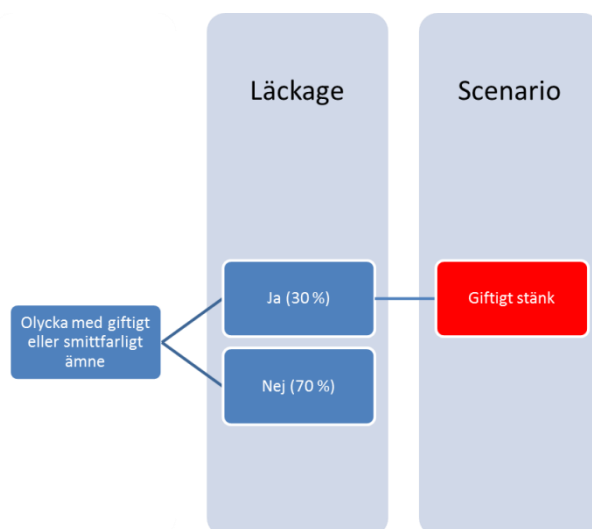 Läckage
Scenario
Olycka med giftigt
eller smittfarligt
ämne
Ja (30 %)
Giftigt stänk
Nej (70 %)